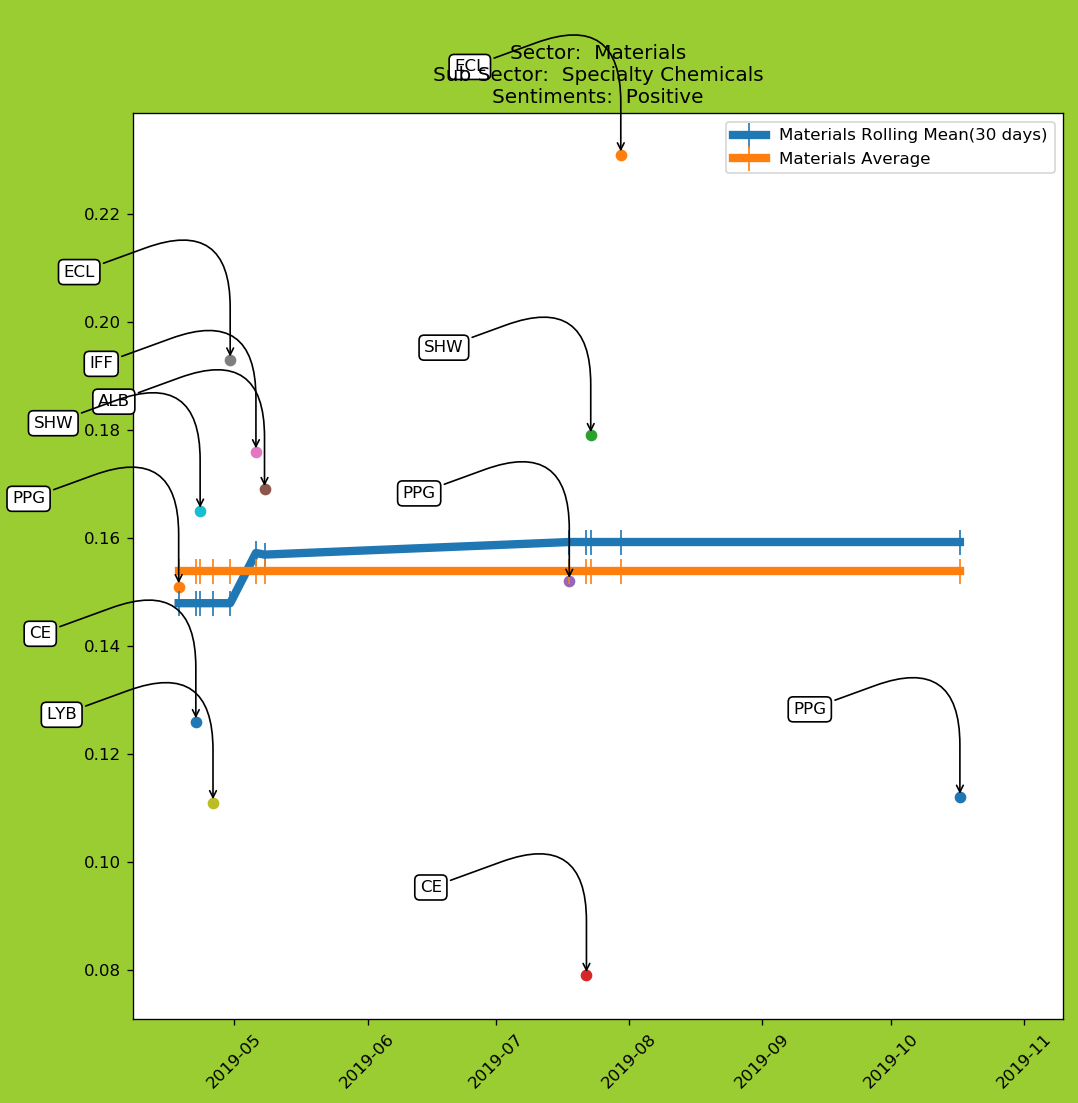 Sector:  Materials
Sub Sector:  Specialty Chemicals
Sentiments:  Positive
ECL
Materials Rolling Mean(30 days)
Materials Average
0.22
ECL
0.20
SHW
IFF
ALB
SHW
0.18
PPG
PPG
0.16
CE
0.14
LYB
PPG
0.12
CE
0.10
0.08
2019-05
2019-06
2019-07
2019-08
2019-09
2019-10
2019-11